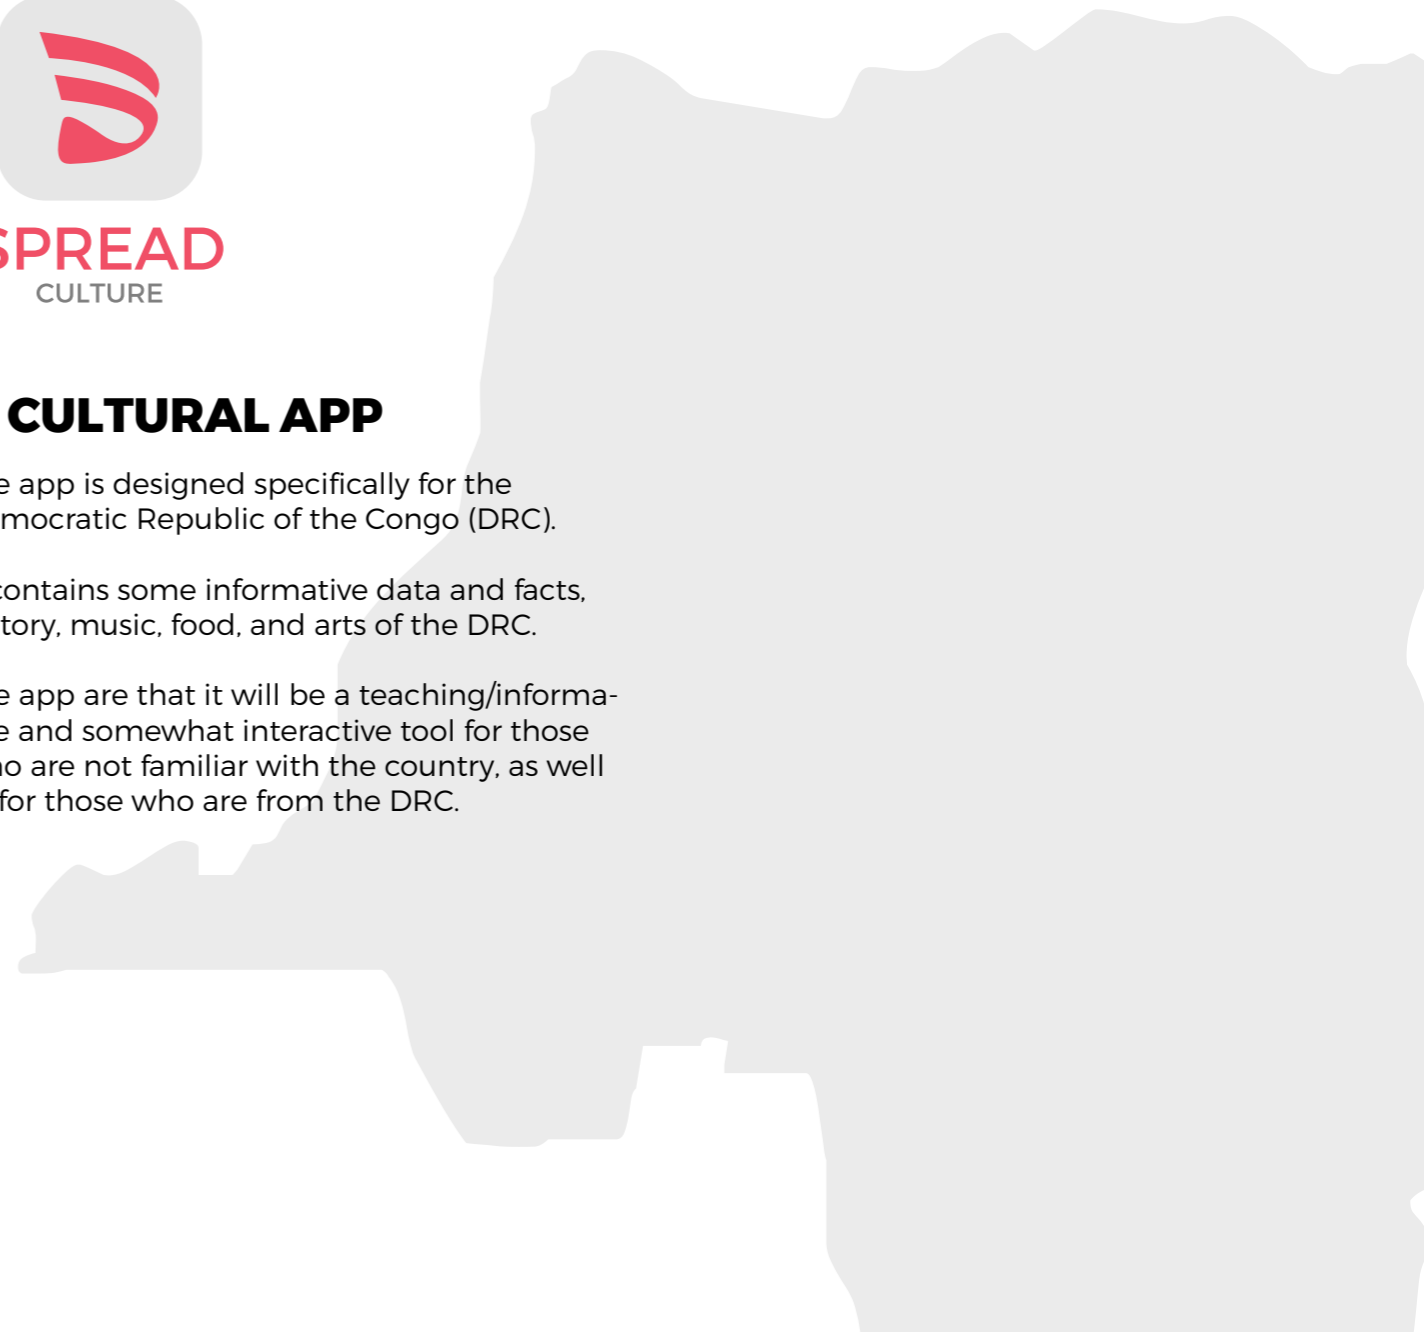 SPREAD
CULTURE
CULTURAL APP
e app is designed specifically for the
mocratic Republic of the Congo (DRC).
contains some informative data and facts,
tory, music, food, and arts of the DRC.
e app are that it will be a teaching/informa-
e and somewhat interactive tool for those
o are not familiar with the country, as well
for those who are from the DRC.